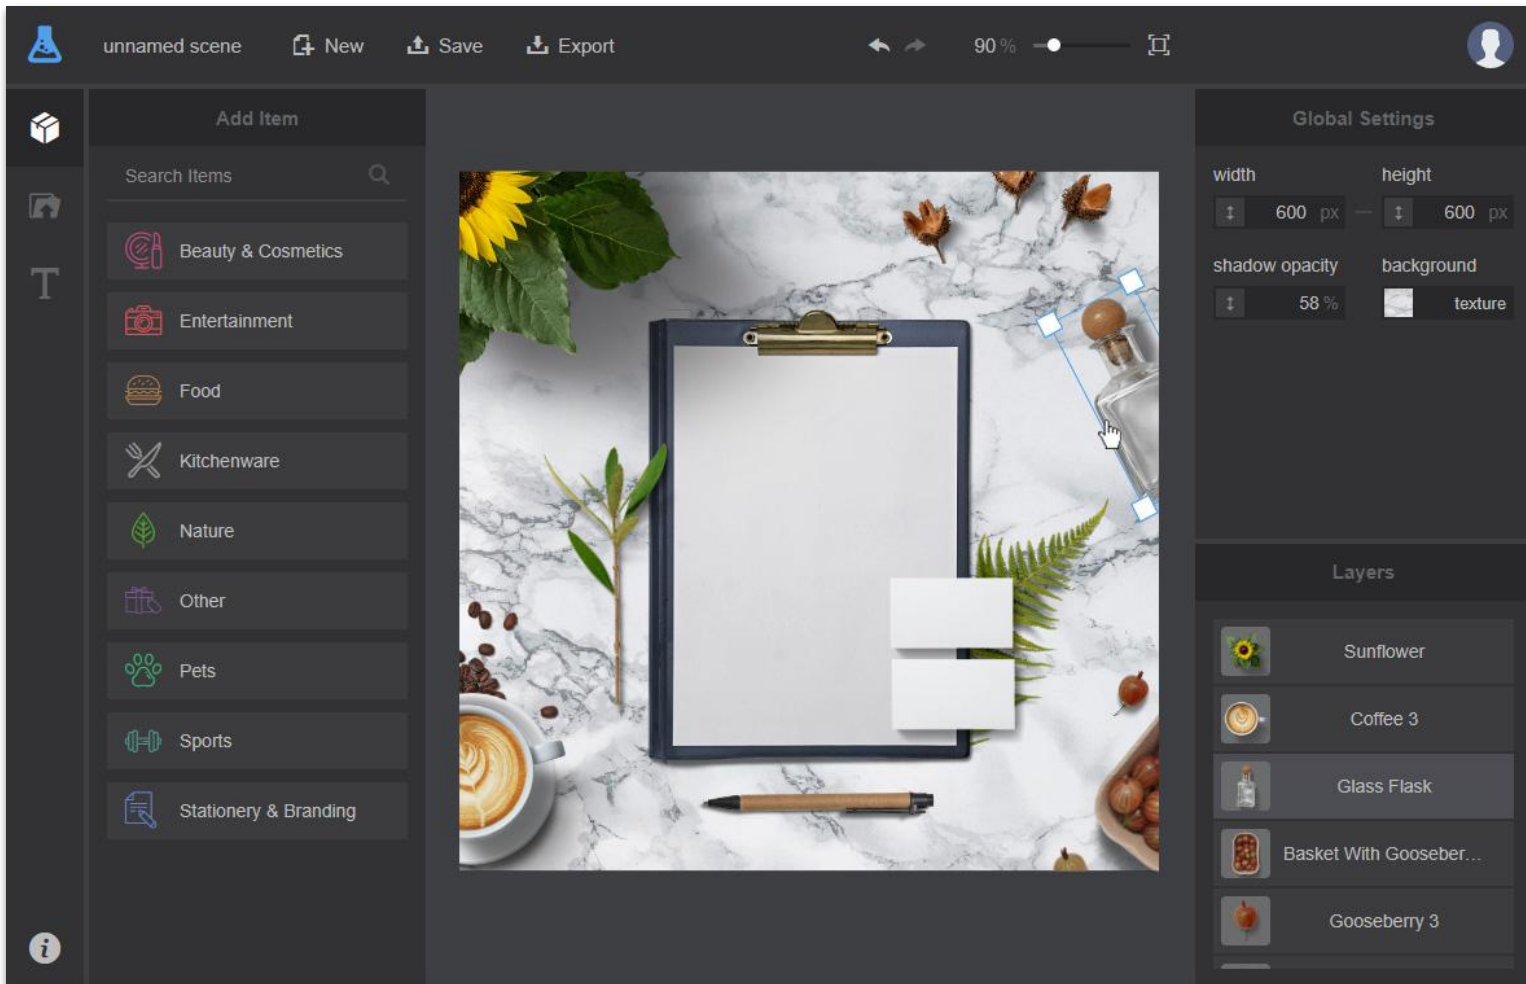 unnamed scene
New
Save
Export
90 %
Add Item
Search Items
Beauty & Cosmetics
Entertainment
Food
Kitchenware
Nature
Other
Pets
Sports
Stationery & Branding
T
i
Global Settings
width
height
600 px
600 px
shadow opacity
background
58 %
texture
Layers
Sunflower
Coffee 3
Glass Flask
Basket With Gooseber...
Gooseberry 3